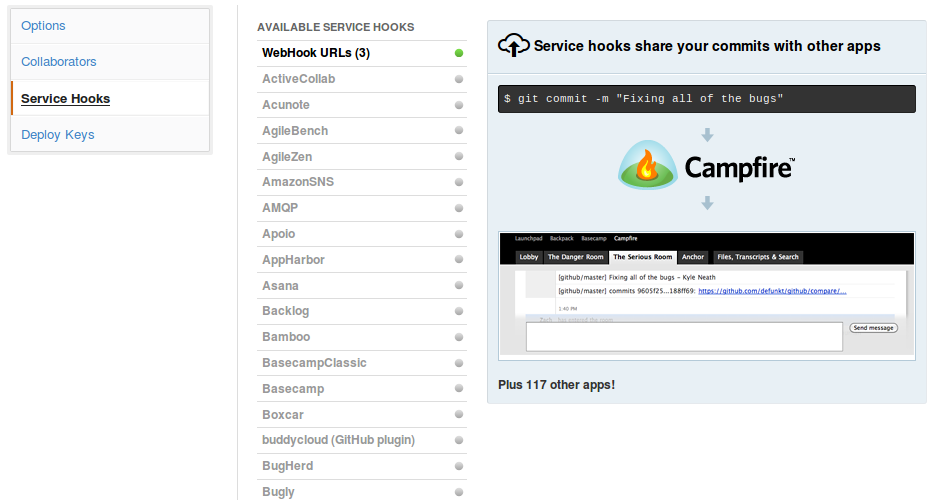 Options
Collaborators
Service Hooks
Deploy Keys
AVAILABLE SERVICE HOOKS
WebHook URLs (3)
ActiveCollab
Acunote
AgileBench
AgileZen
AmazonSNS
AMQP
Apoio
AppHarbor
Asana
Backlog
Bamboo
BasecampClassic
Basecamp
Boxcar
buddycloud (GitHub plugin)
BugHerd
Bugly
Service hooks share your commits with other apps
$ git commit -m "Fixing all of the bugs"
Campfire™
Launchpad Backpack Basecamp Campfire
Lobby The Danger Room The Serious Room Anchor Files, Transcripts & Search
[github/master] Fixing all of the bugs - Kyle Neath
[github/master] commits 9605f25...188ff69: https://github.com/defunkt/github/compare/...
1:40 PM
Send message
Plus 117 other apps!